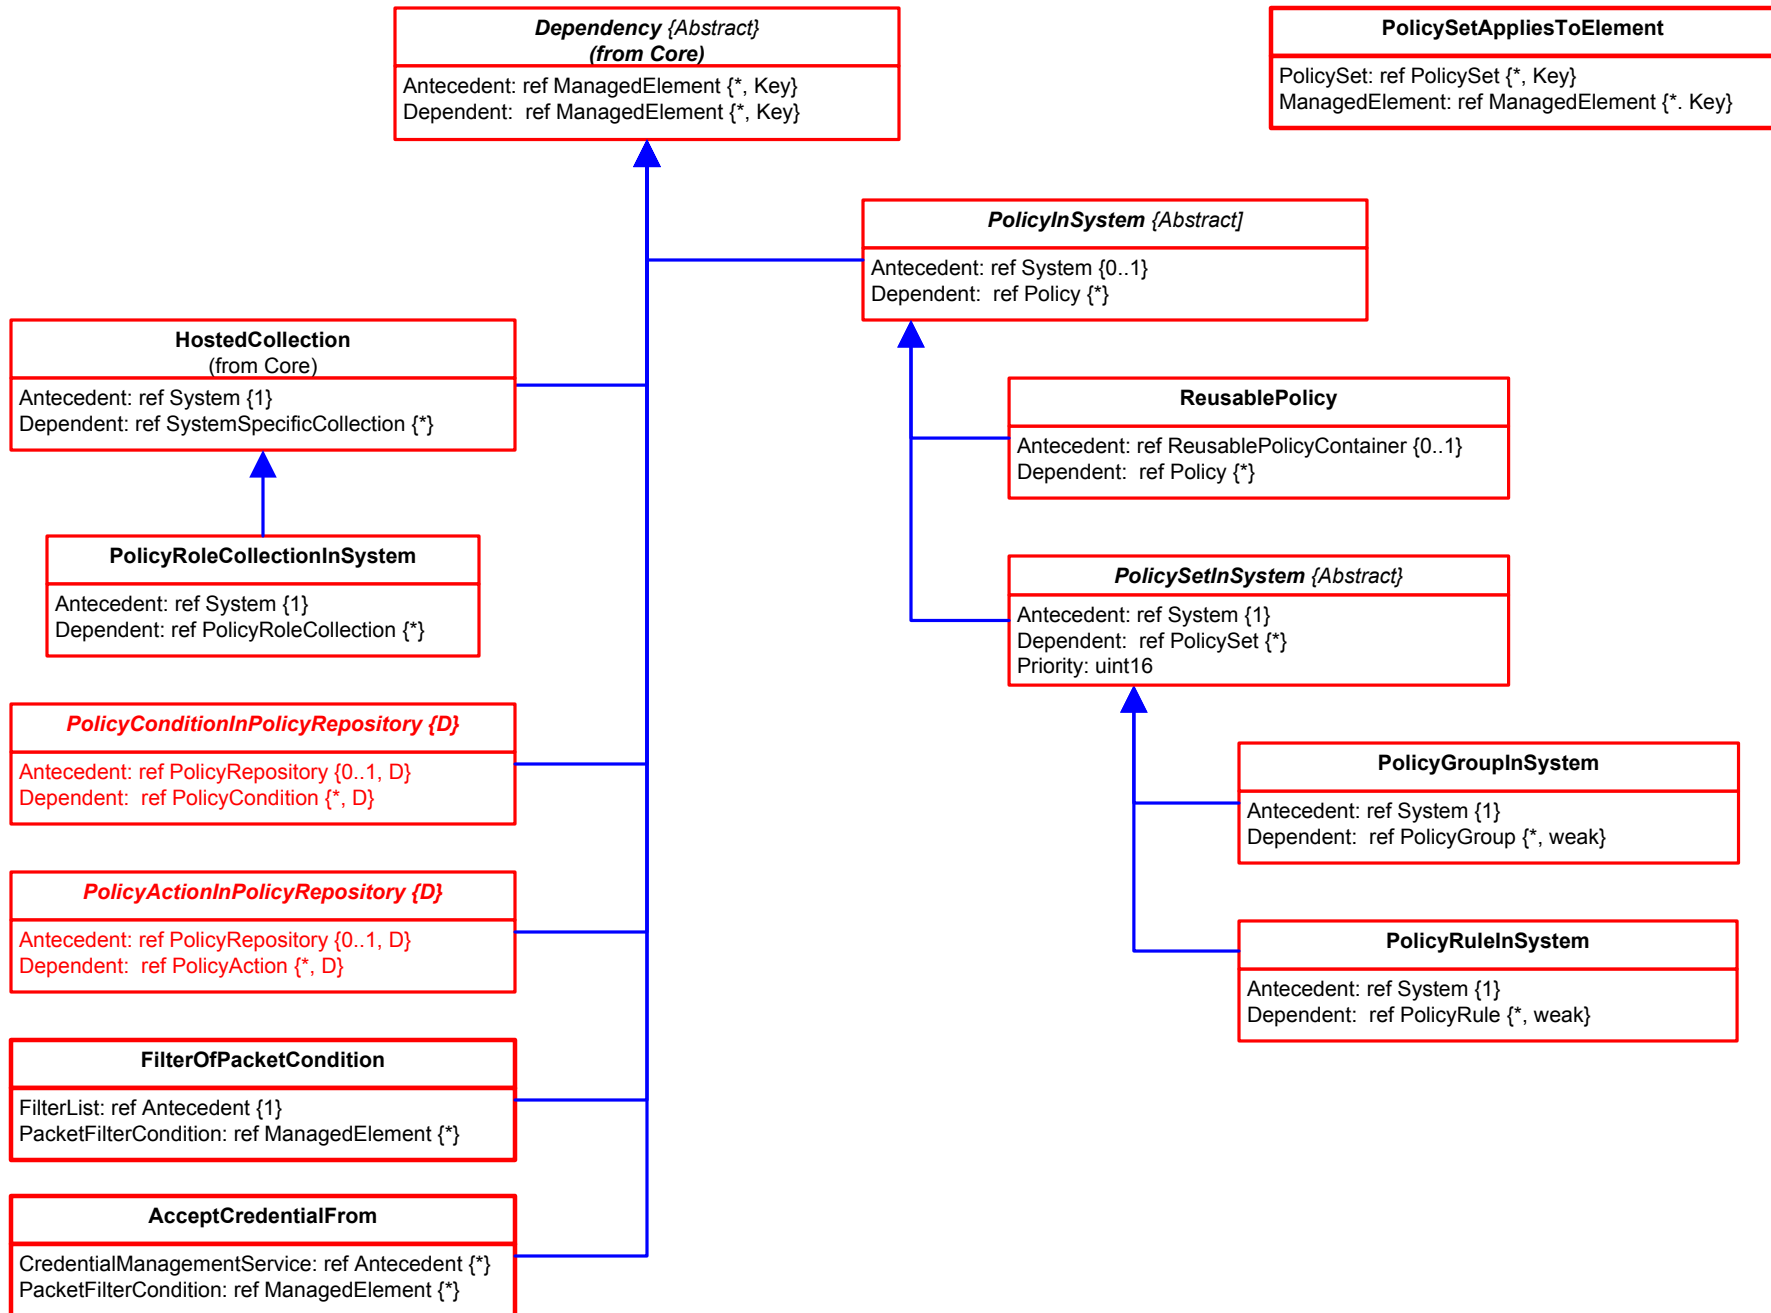 Dependency {Abstract}
(from Core)
Antecedent: ref ManagedElement {*, Key}
Dependent:  ref ManagedElement {*, Key}
PolicySetAppliesToElement
PolicySet: ref PolicySet {*, Key}
ManagedElement: ref ManagedElement {*. Key}
PolicyInSystem {Abstract]
Antecedent: ref System {0..1}
Dependent:  ref Policy {*}
HostedCollection
(from Core)
Antecedent: ref System {1}
Dependent: ref SystemSpecificCollection {*}
ReusablePolicy
Antecedent: ref ReusablePolicyContainer {0..1}
Dependent:  ref Policy {*}
PolicyRoleCollectionInSystem
Antecedent: ref System {1}
Dependent: ref PolicyRoleCollection {*}
PolicySetInSystem {Abstract}
Antecedent: ref System {1}
Dependent:  ref PolicySet {*}
Priority: uint16
PolicyConditionInPolicyRepository {D}
Antecedent: ref PolicyRepository {0..1, D}
Dependent:  ref PolicyCondition {*, D}
PolicyGroupInSystem
Antecedent: ref System {1}
Dependent:  ref PolicyGroup {*, weak}
PolicyActionInPolicyRepository {D}
Antecedent: ref PolicyRepository {0..1, D}
Dependent:  ref PolicyAction {*, D}
PolicyRuleInSystem
Antecedent: ref System {1}
Dependent:  ref PolicyRule {*, weak}
FilterOfPacketCondition
FilterList: ref Antecedent {1}
PacketFilterCondition: ref ManagedElement {*}
AcceptCredentialFrom
CredentialManagementService: ref Antecedent {*}
PacketFilterCondition: ref ManagedElement {*}